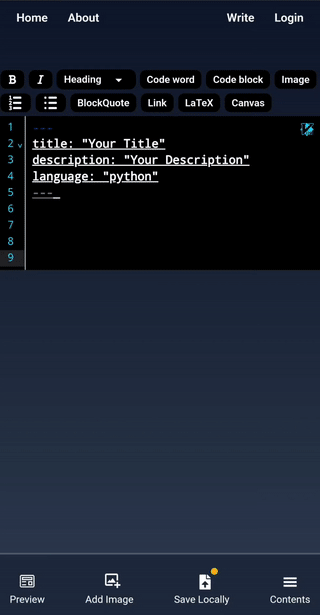 Home About Write Login
B I Heading Code word Code block Image
BlockQuote Link LaTeX Canvas
1 ---
2 title: "Your Title"
3 description: "Your Description"
4 language: "python"
5 ---
6
7
8
9
Preview Add Image Save Locally Contents